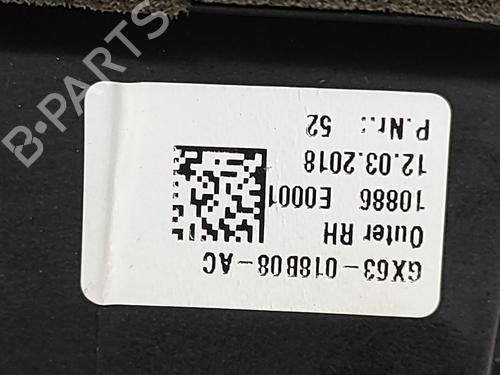 GX63-018B08-AC
Outer RH
10886 E0001
12.03.2018
P.Nr.: 52
B-PARTS